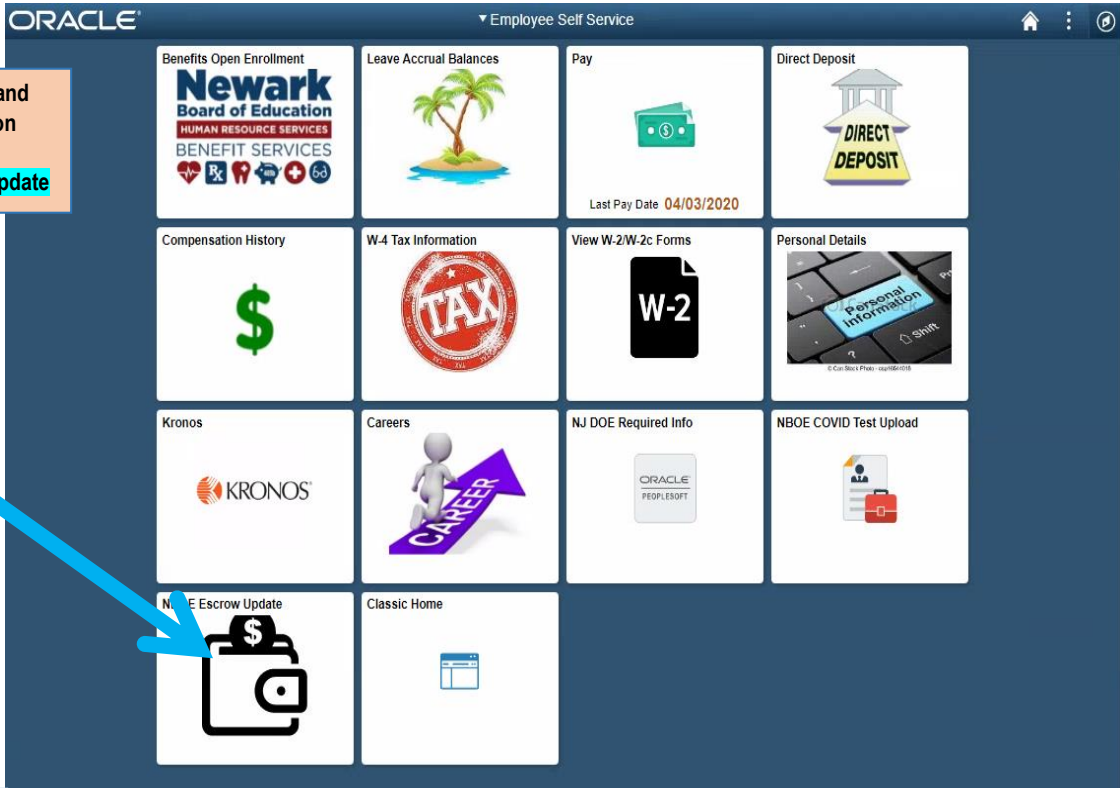 ORACLE
Employee Self Service
and
on
pdate
Benefits Open Enrollment
Newark
Board of Education
HUMAN RESOURCE SERVICES
BENEFIT SERVICES
Rx
Leave Accrual Balances
Pay
$
Last Pay Date 04/03/2020
Direct Deposit
DIRECT
DEPOSIT
Compensation History
$
W-4 Tax Information
TAX
View W-2/W-2c Forms
W-2
Personal Details
Personal
Information
Shift
?
Kronos
KRONOS
Careers
CAREER
NJ DOE Required Info
ORACLE
PEOPLESOFT
NBOE COVID Test Upload
E Escrow Update
$
Classic Home